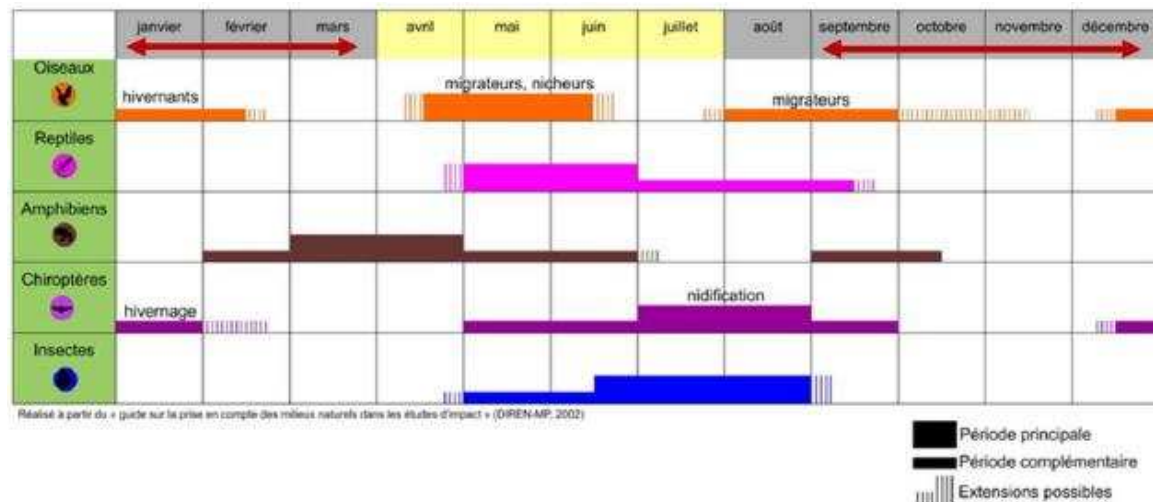 janvier février mars avril mai juin juillet août septembre octobre novembre décembre
Oiseaux
hivernants
migrateurs, nicheurs
migrateurs
Reptiles
Amphibiens
Chiroptères
hivernage
nidification
Insectes
Réalisé à partir du « guide sur la prise en compte des milieux naturels dans les études d'impact » (DIREN-MP, 2002)
Période principale
Période complémentaire
Extensions possibles